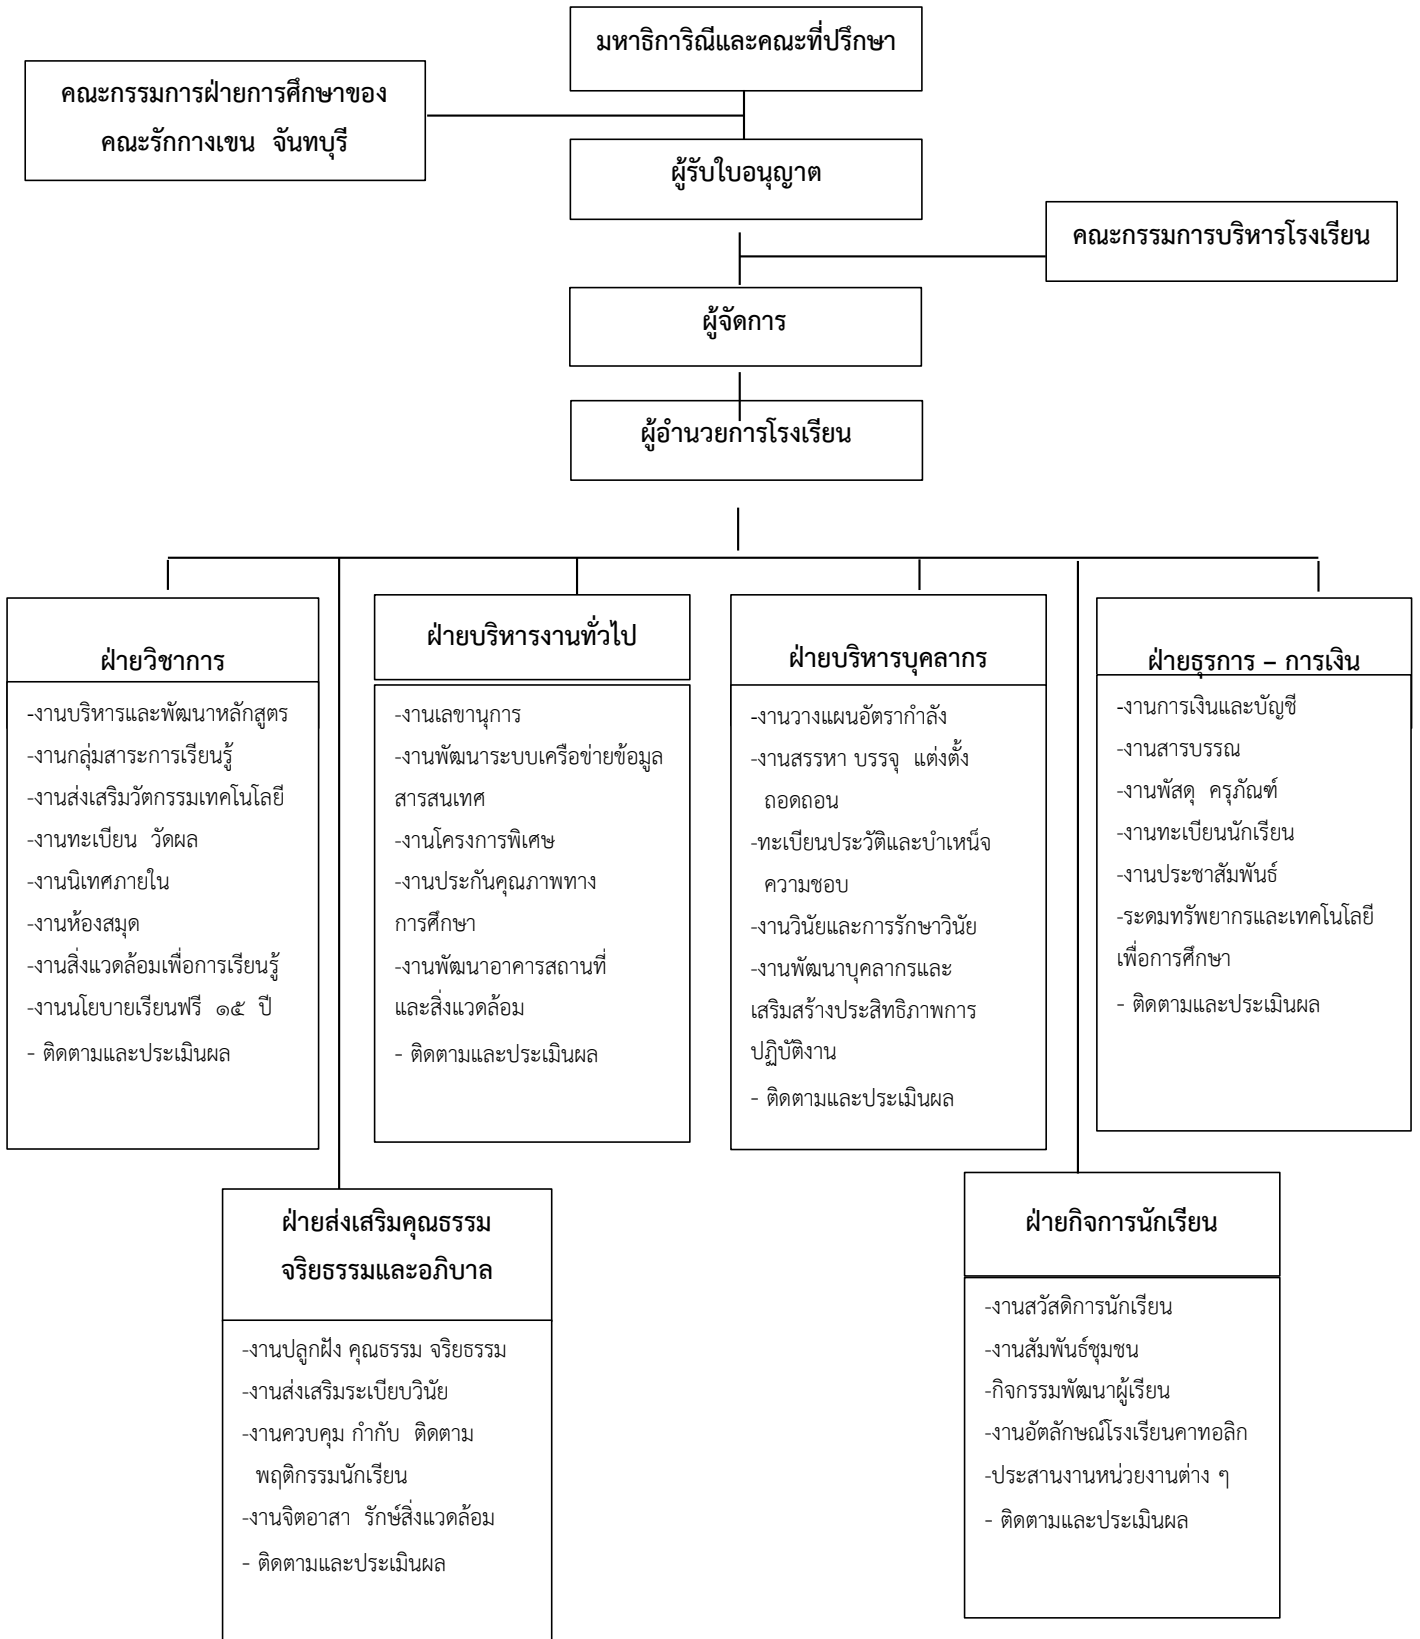 มหาธิการิณีและคณะที่ปรึกษา
คณะกรรมการฝ่ายการศึกษาของ
คณะรักกางเขน จันทบุรี
ผู้รับใบอนุญาต
คณะกรรมการบริหารโรงเรียน
ผู้จัดการ
ผู้อำนวยการโรงเรียน
ฝ่ายวิชาการ
-งานบริหารและพัฒนาหลักสูตร
-งานกลุ่มสาระการเรียนรู้
-งานส่งเสริมวัตกรรมเทคโนโลยี
-งานทะเบียน วัดผล
-งานนิเทศภายใน
-งานห้องสมุด
-งานสิ่งแวดล้อมเพื่อการเรียนรู้
-งานนโยบายเรียนฟรี ๑๕ ปี
- ติดตามและประเมินผล
ฝ่ายบริหารงานทั่วไป
-งานเลขานุการ
-งานพัฒนาระบบเครือข่ายข้อมูล
สารสนเทศ
-งานโครงการพิเศษ
-งานประกันคุณภาพทาง
การศึกษา
-งานพัฒนาอาคารสถานที่
และสิ่งแวดล้อม
- ติดตามและประเมินผล
ฝ่ายบริหารบุคลากร
-งานวางแผนอัตรากำลัง
-งานสรรหา บรรจุ แต่งตั้ง
ถอดถอน
-ทะเบียนประวัติและบำเหน็จ
ความชอบ
-งานวินัยและการรักษาวินัย
-งานพัฒนาบุคลากรและ
เสริมสร้างประสิทธิภาพการ
ปฏิบัติงาน
- ติดตามและประเมินผล
ฝ่ายธุรการ – การเงิน
-งานการเงินและบัญชี
-งานสารบรรณ
-งานพัสดุ ครุภัณฑ์
-งานทะเบียนนักเรียน
-งานประชาสัมพันธ์
-ระดมทรัพยากรและเทคโนโลยี
เพื่อการศึกษา
- ติดตามและประเมินผล
ฝ่ายส่งเสริมคุณธรรม
จริยธรรมและอภิบาล
-งานปลูกฝัง คุณธรรม จริยธรรม
-งานส่งเสริมระเบียบวินัย
-งานควบคุม กำกับ ติดตาม
พฤติกรรมนักเรียน
-งานจิตอาสา รักษ์สิ่งแวดล้อม
- ติดตามและประเมินผล
ฝ่ายกิจการนักเรียน
-งานสวัสดิการนักเรียน
-งานสัมพันธ์ชุมชน
-กิจกรรมพัฒนาผู้เรียน
-งานอัตลักษณ์โรงเรียนคาทอลิก
-ประสานงานหน่วยงานต่าง ๆ
- ติดตามและประเมินผล